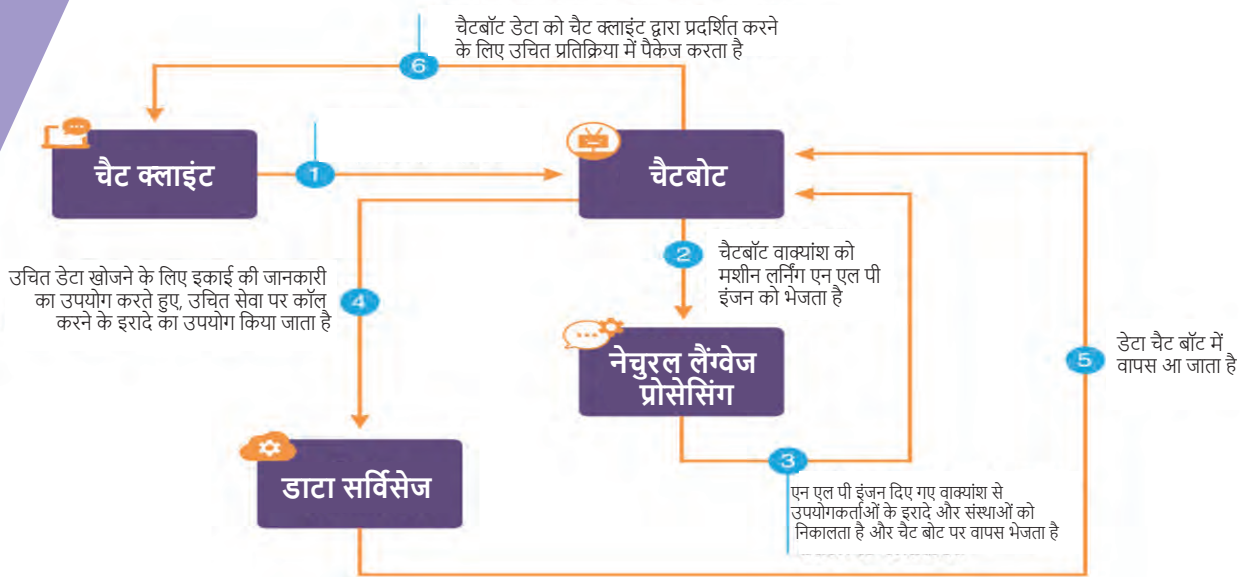 चैटबॉट डेटा को चैट क्लाइंट द्वारा प्रदर्शित करने
के लिए उचित प्रतिक्रिया में पैकेज करता है
6
चैट क्लाइंट
1
चैटबोट
2
चैटबॉट वाक्यांश को
मशीन लर्निंग एन एल पी
इंजन को भेजता है
उचित डेटा खोजने के लिए इकाई की जानकारी
का उपयोग करते हुए, उचित सेवा पर कॉल
करने के इरादे का उपयोग किया जाता है
4
नेचुरल लैंग्वेज
प्रोसेसिंग
5
डेटा चैट बॉट में
वापस आ जाता है
डाटा सर्विसेज
3
एन एल पी इंजन दिए गए वाक्यांश से
उपयोगकर्ताओं के इरादे और संस्थाओं को
निकालता है और चैट बोट पर वापस भेजता है